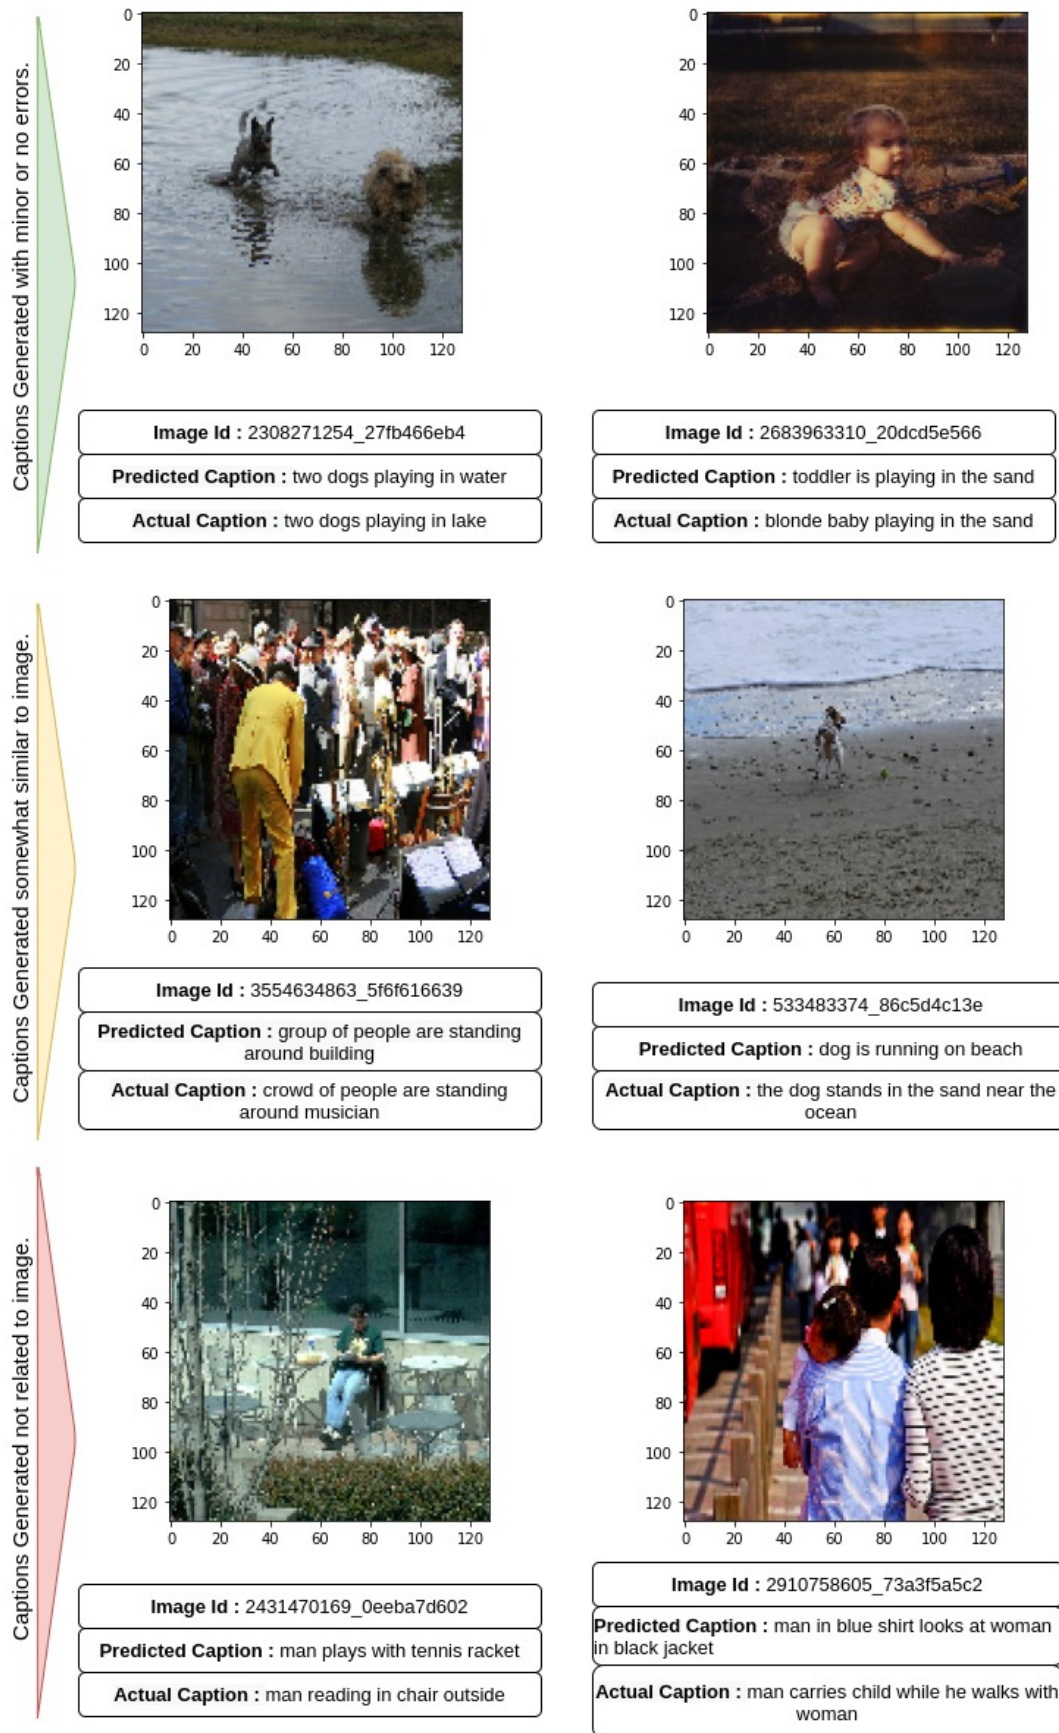 Captions Generated with minor or no errors.
0
20
40
60
80
100
120
0 20 40 60 80 100 120
Image Id : 2308271254_27fb466eb4
Predicted Caption : two dogs playing in water
Actual Caption : two dogs playing in lake
0
20
40
60
80
100
120
0 20 40 60 80 100 120
Image Id : 2683963310_20dcd5e566
Predicted Caption : toddler is playing in the sand
Actual Caption : blonde baby playing in the sand
Captions Generated somewhat similar to image.
0
20
40
60
80
100
120
0 20 40 60 80 100 120
Image Id : 3554634863_5f6f616639
Predicted Caption : group of people are standing
around building
Actual Caption : crowd of people are standing
around musician
0
20
40
60
80
100
120
0 20 40 60 80 100 120
Image Id : 533483374_86c5d4c13e
Predicted Caption : dog is running on beach
Actual Caption : the dog stands in the sand near the
ocean
Captions Generated not related to image.
0
20
40
60
80
100
120
0 20 40 60 80 100 120
Image Id : 2431470169_0eeba7d602
Predicted Caption : man plays with tennis racket
Actual Caption : man reading in chair outside
0
20
40
60
80
100
120
0 20 40 60 80 100 120
Image Id : 2910758605_73a3f5a5c2
Predicted Caption : man in blue shirt looks at woman
in black jacket
Actual Caption : man carries child while he walks with
woman